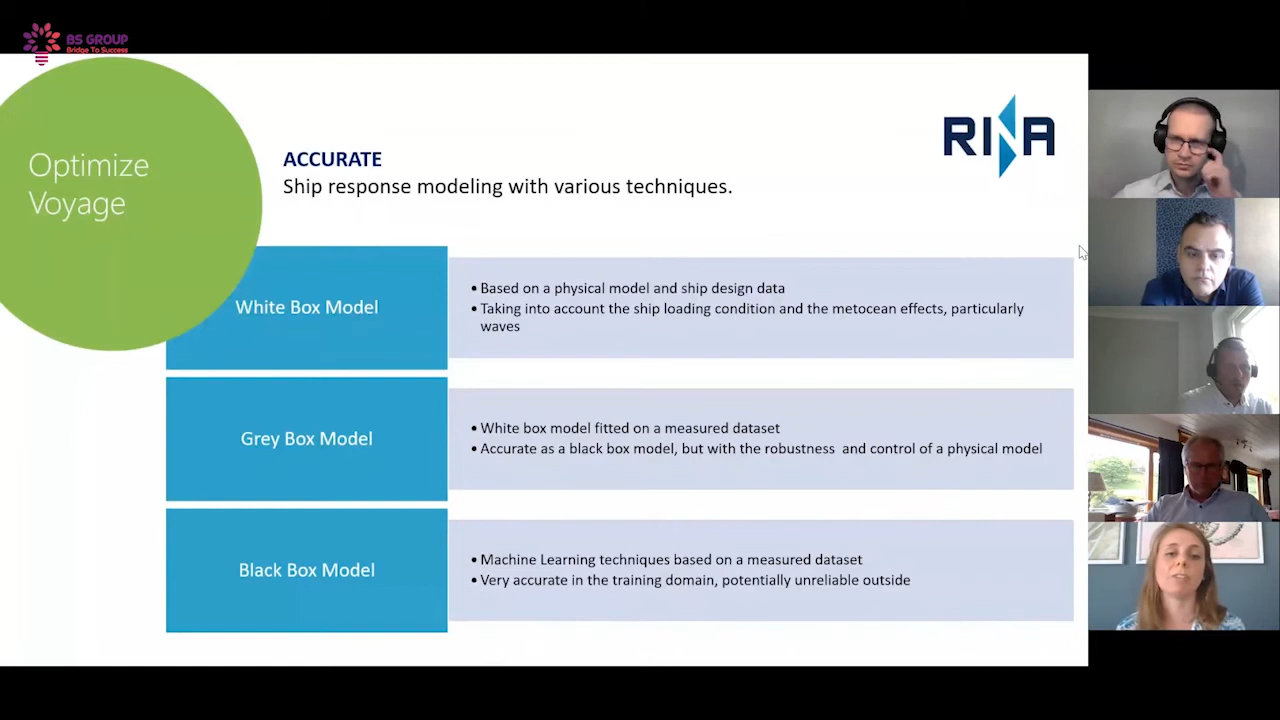 BS GROUP
Bridge To Success
Optimize
Voyage
RINA
ACCURATE
Ship response modeling with various techniques.
White Box Model
• Based on a physical model and ship design data
• Taking into account the ship loading condition and the metocean effects, particularly
waves
Grey Box Model
• White box model fitted on a measured dataset
• Accurate as a black box model, but with the robustness and control of a physical model
Black Box Model
• Machine Learning techniques based on a measured dataset
• Very accurate in the training domain, potentially unreliable outside